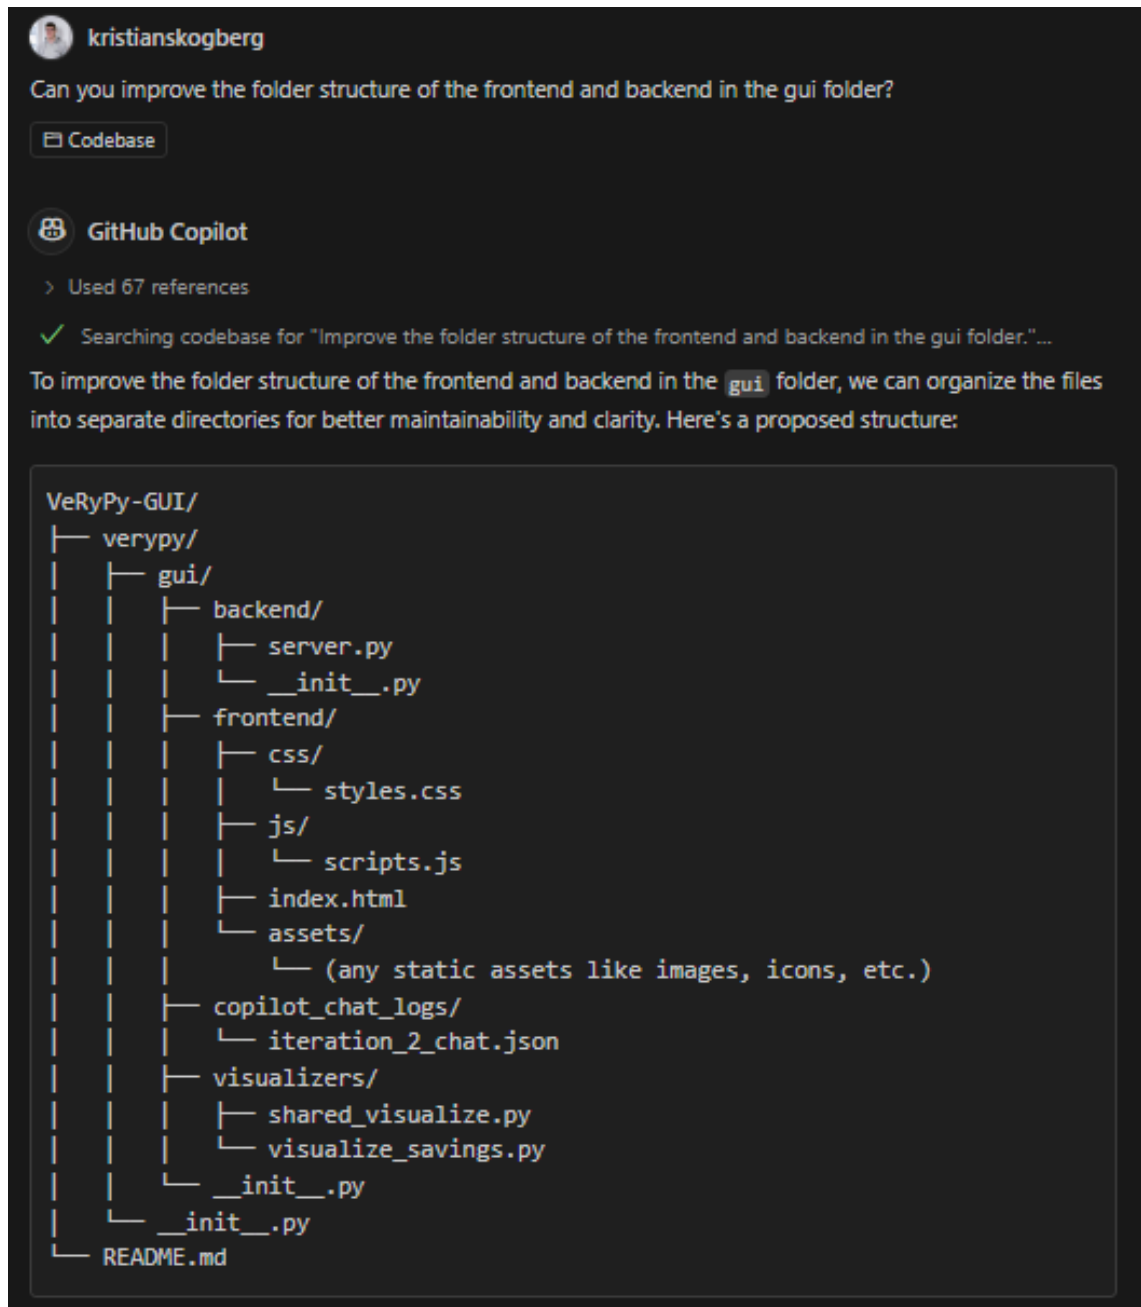 kristianskogberg
Can you improve the folder structure of the frontend and backend in the gui folder?
Codebase
GitHub Copilot
> Used 67 references
✓ Searching codebase for "Improve the folder structure of the frontend and backend in the gui folder."...
To improve the folder structure of the frontend and backend in the gui folder, we can organize the files
into separate directories for better maintainability and clarity. Here's a proposed structure:
VeRyPy-GUI/
├── verypy/
│   ├── gui/
│   │   ├── backend/
│   │   │   ├── server.py
│   │   │   └── __init__.py
│   │   ├── frontend/
│   │   │   ├── css/
│   │   │   │   └── styles.css
│   │   │   ├── js/
│   │   │   │   └── scripts.js
│   │   │   ├── index.html
│   │   │   └── assets/
│   │   │       └── (any static assets like images, icons, etc.)
│   │   ├── copilot_chat_logs/
│   │   │   └── iteration_2_chat.json
│   │   ├── visualizers/
│   │   │   ├── shared_visualize.py
│   │   │   └── visualize_savings.py
│   │   └── __init__.py
│   └── __init__.py
└── README.md